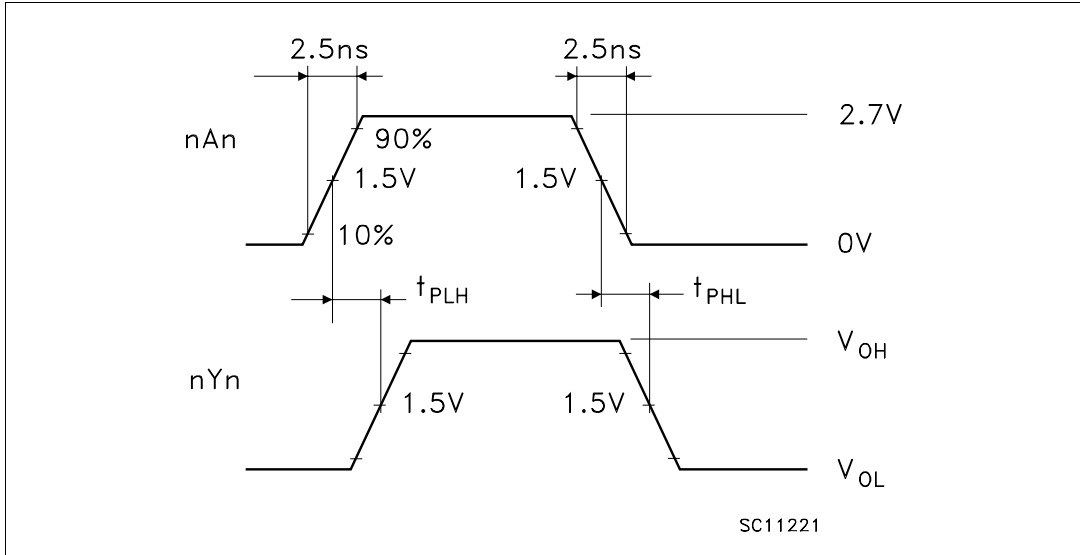 2.5ns 2.5ns
2.7V
nAn 90%
1.5V 1.5V
10% 0V
tPLH tPHL
VOH
nYn
1.5V 1.5V
VOL
SC11221